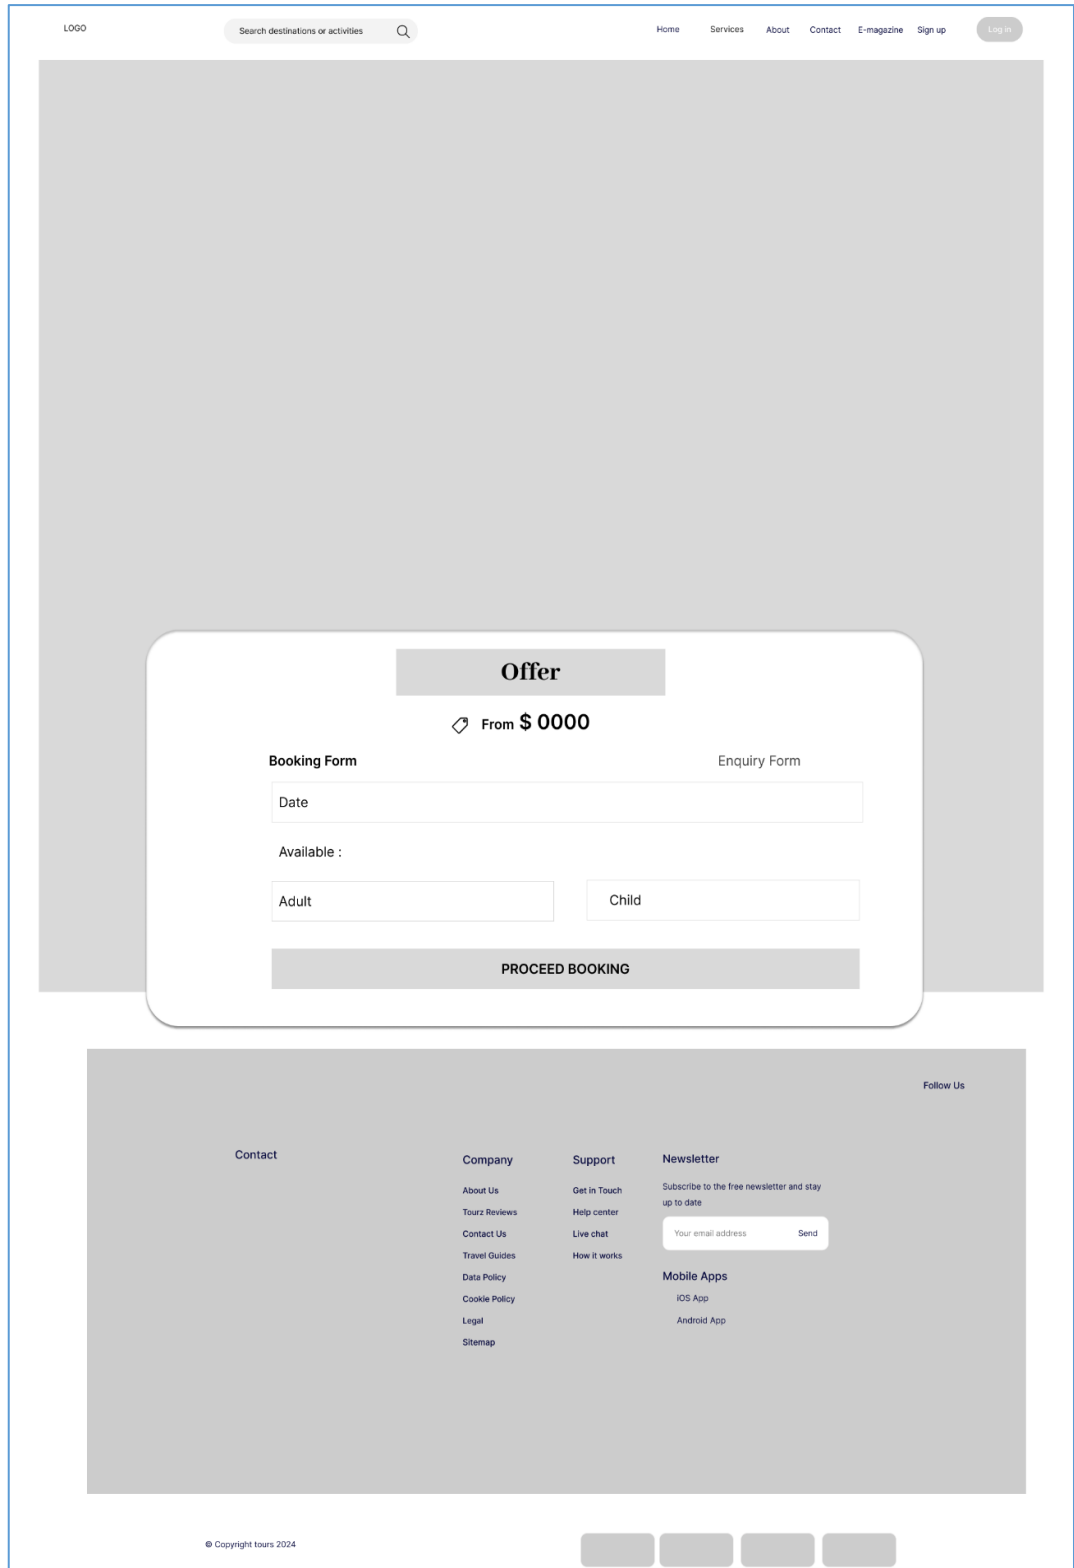 LOGO
Search destinations or activities
Home Services About Contact E-magazine Sign up Log in
Offer
From $ 0000
Booking Form Enquiry Form
Date
Available :
Adult Child
PROCEED BOOKING
Follow Us
Contact
Company
About Us
Tourz Reviews
Contact Us
Travel Guides
Data Policy
Cookie Policy
Legal
Sitemap
Support
Get in Touch
Help center
Live chat
How it works
Newsletter
Subscribe to the free newsletter and stay
up to date
Your email address Send
Mobile Apps
iOS App
Android App
© Copyright tours 2024